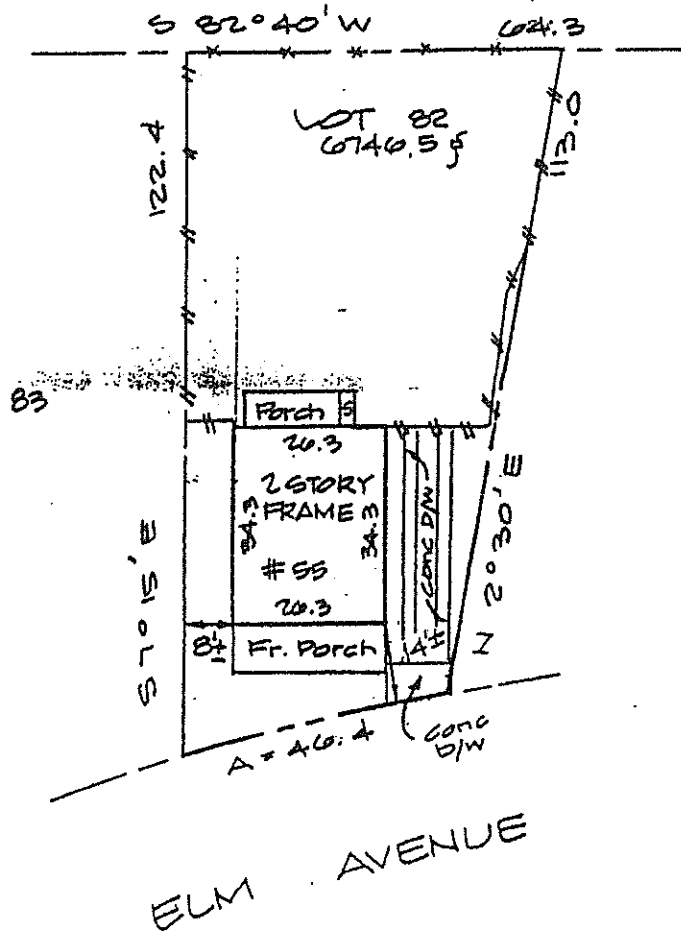 S 82° 40' W 64.3
122.4
LOT 82
6746.5
113.0
83
Porch S
26.3
2 STORY
FRAME
34.3
34.3
# 55
26.3
Fr. Porch
8'±
4'±
Conc D/W
N 2° 30' E
S 7° 15' E
A = 46.4
Conc
D/W
ELM AVENUE